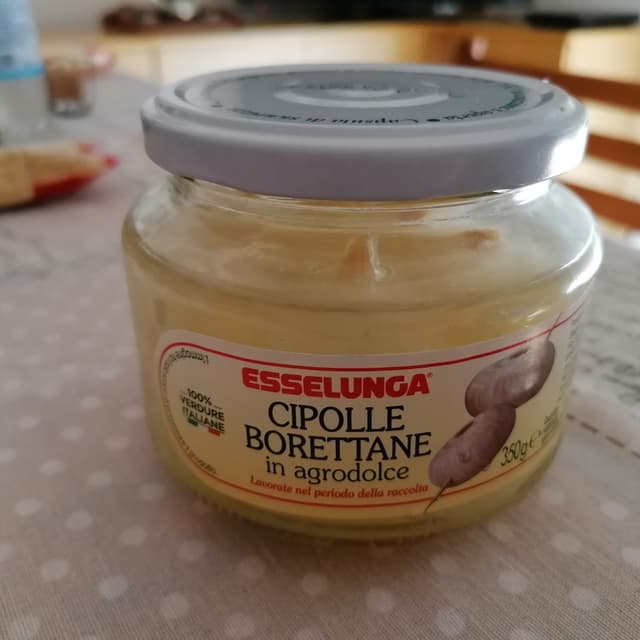 ESSELUNGA®
CIPOLLE
BORETTANE
in agrodolce
Lavorate nel periodo della raccolta
100%
VERDURE
ITALIANE
350g e